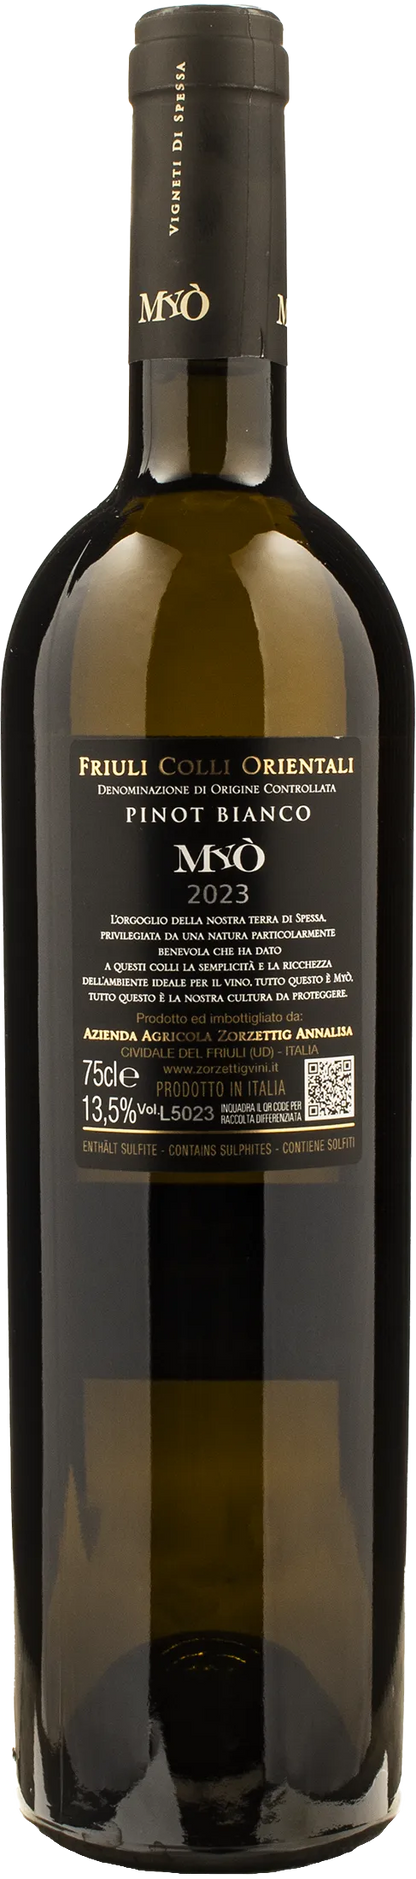 VIGNETI DI SPESSA
MYÒ
M
FRIULI COLLI ORIENTALI
DENOMINAZIONE DI ORIGINE CONTROLLATA
PINOT BIANCO
MYÒ
2023
L'ORGOGLIO DELLA NOSTRA TERRA DI SPESSA,
PRIVILEGIATA DA UNA NATURA PARTICOLARMENTE
BENEVOLA CHE HA DATO
A QUESTI COLLI LA SEMPLICITÀ E LA RICCHEZZA
DELL'AMBIENTE IDEALE PER IL VINO. TUTTO QUESTO È MYÒ,
TUTTO QUESTO È LA NOSTRA CULTURA DA PROTEGGERE.
Prodotto ed imbottigliato da:
AZIENDA AGRICOLA ZORZETTIG ANNALISA
CIVIDALE DEL FRIULI (UD) - ITALIA
www.zorzettigvini.it
75cl℮ PRODOTTO IN ITALIA
13,5%Vol. L5023 INQUADRA IL QR CODE PER
RACCOLTA DIFFERENZIATA
ENTHÄLT SULFITE - CONTAINS SULPHITES - CONTIENE SOLFITI